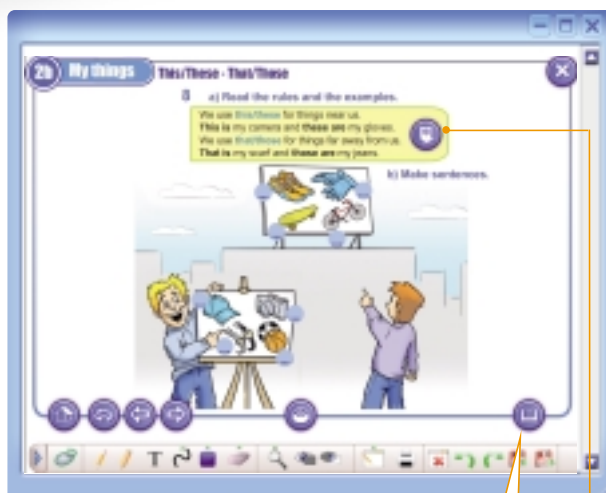 2b My things This/These - That/Those
8 a) Read the rules and the examples.
We use this/these for things near us.
This is my camera and these are my gloves.
We use that/those for things far away from us.
That is my scarf and those are my jeans.
b) Make sentences.
T